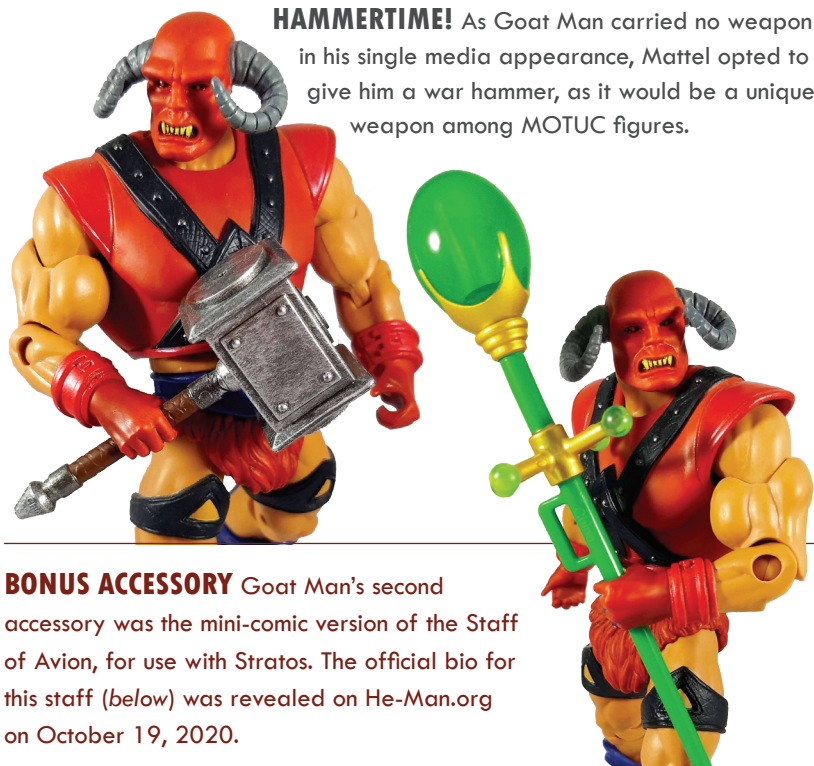 HAMMERTIME! As Goat Man carried no weapon
in his single media appearance, Mattel opted to
give him a war hammer, as it would be a unique
weapon among MOTUC figures.
BONUS ACCESSORY Goat Man's second
accessory was the mini-comic version of the Staff
of Avion, for use with Stratos. The official bio for
this staff (below) was revealed on He-Man.org
on October 19, 2020.